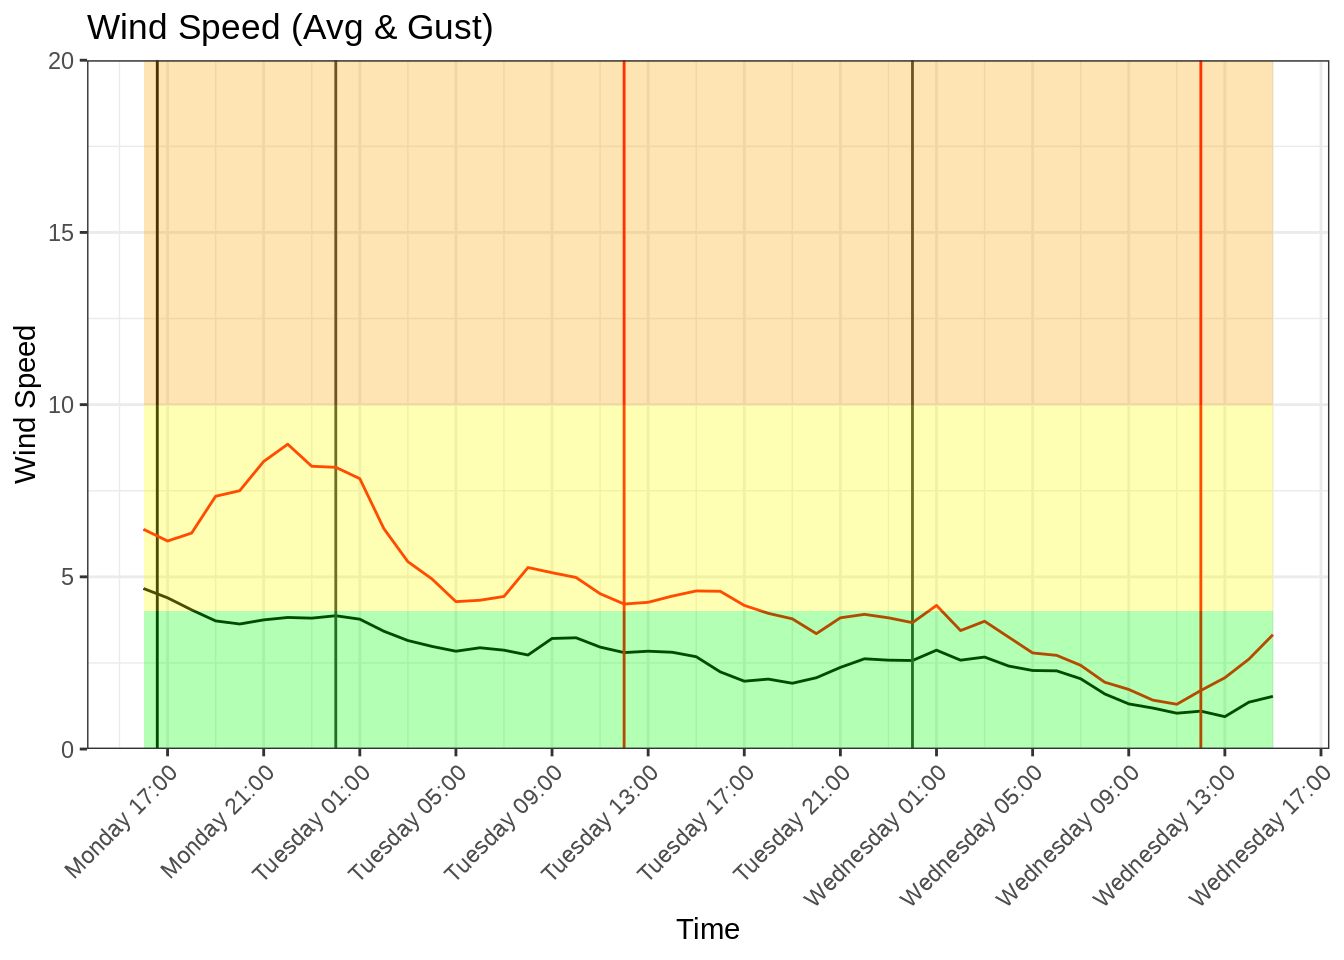 Wind Speed (Avg & Gust)
20
15
10
5
0
Wind Speed
Monday 17:00
Monday 21:00
Tuesday 01:00
Tuesday 05:00
Tuesday 09:00
Tuesday 13:00
Tuesday 17:00
Tuesday 21:00
Wednesday 01:00
Wednesday 05:00
Wednesday 09:00
Wednesday 13:00
Wednesday 17:00
Time